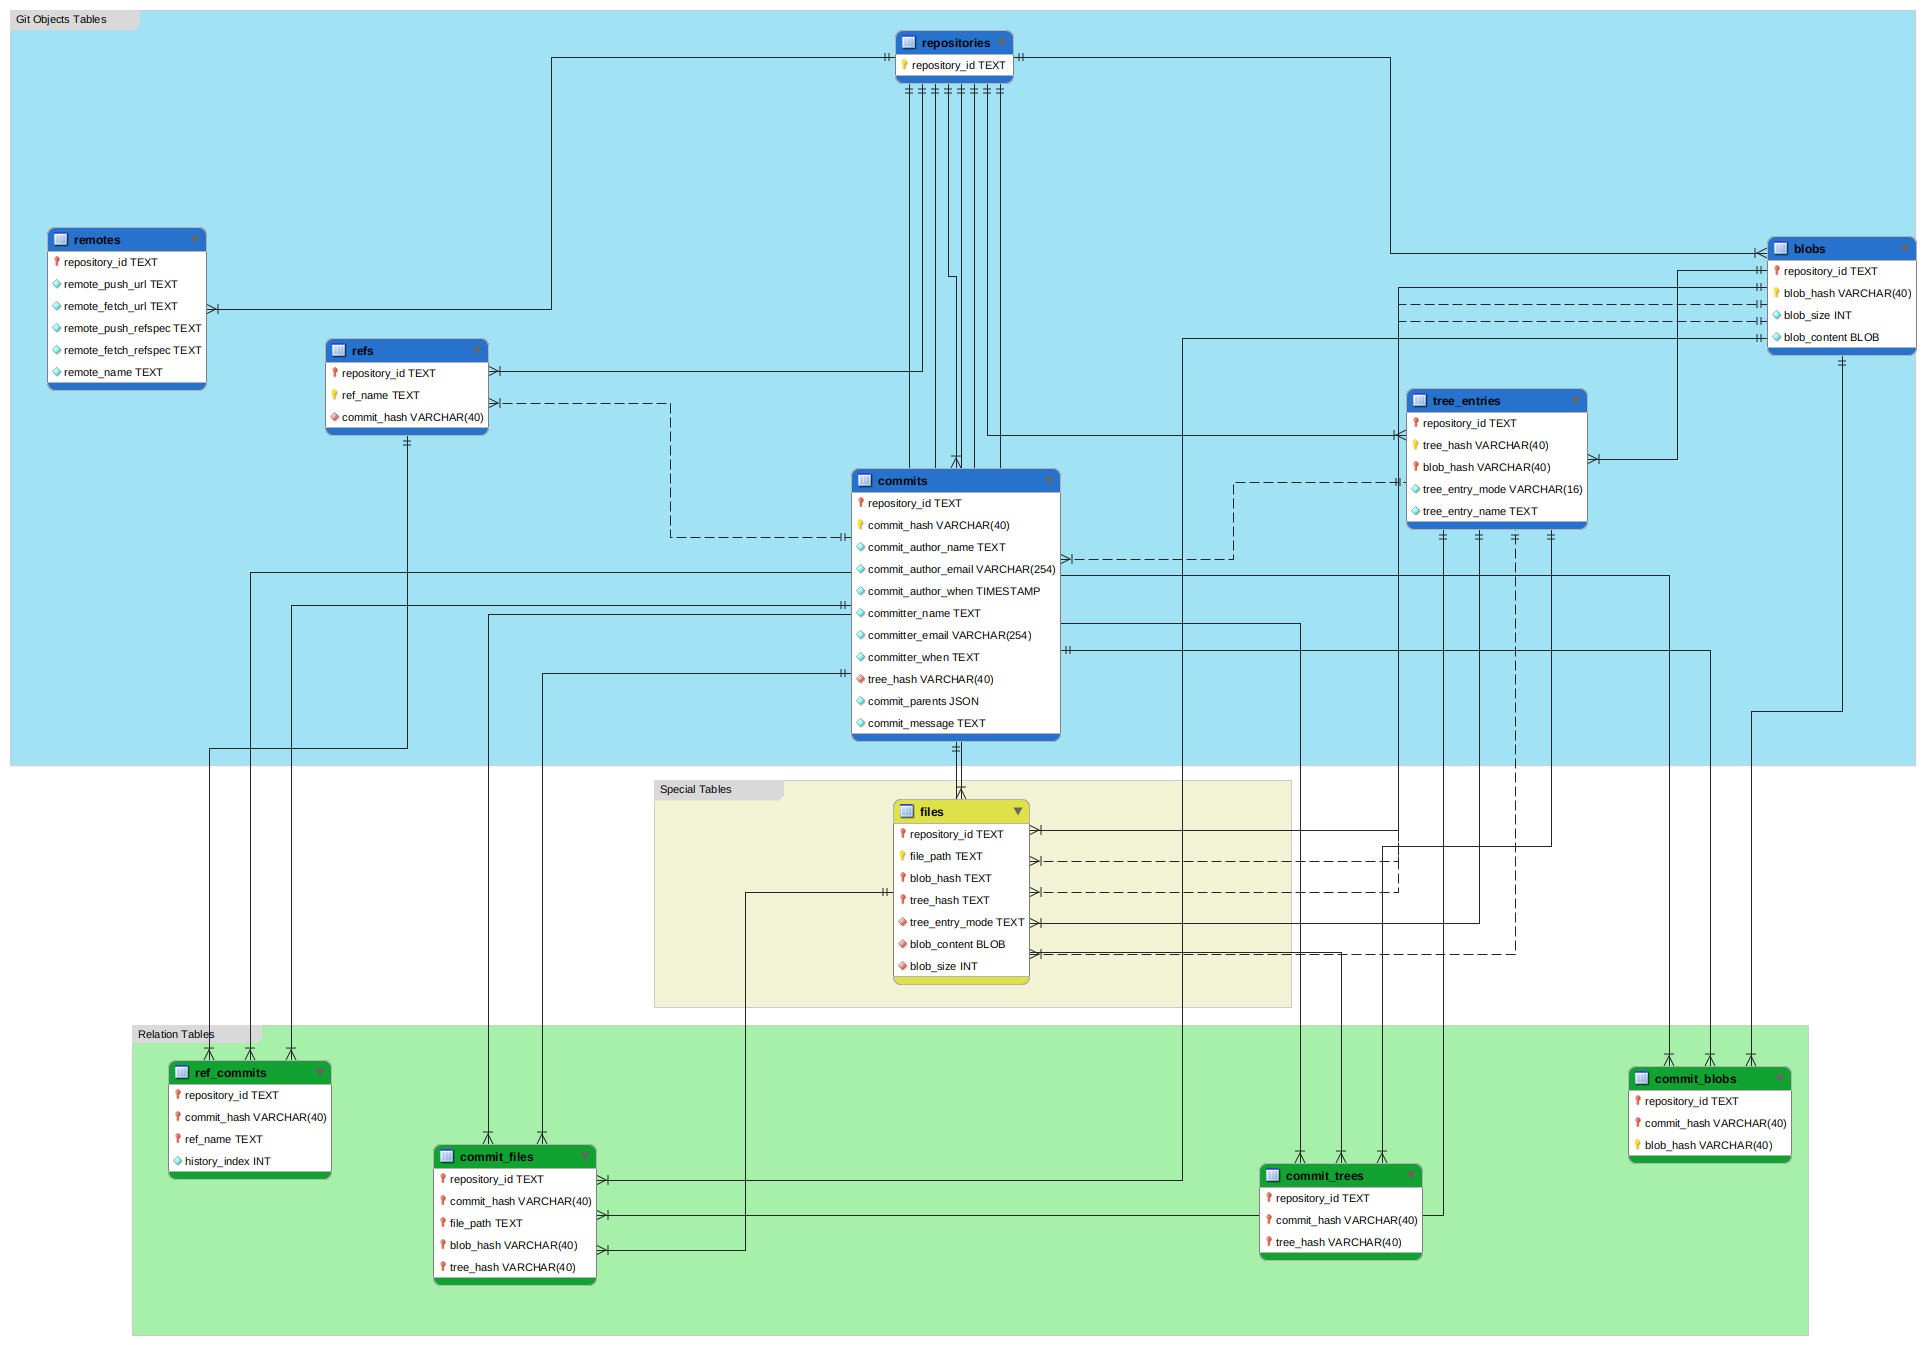 Git Objects Tables
repositories
repository_id TEXT
remotes
repository_id TEXT
remote_push_url TEXT
remote_fetch_url TEXT
remote_push_refspec TEXT
remote_fetch_refspec TEXT
remote_name TEXT
blobs
repository_id TEXT
blob_hash VARCHAR(40)
blob_size INT
blob_content BLOB
refs
repository_id TEXT
ref_name TEXT
commit_hash VARCHAR(40)
tree_entries
repository_id TEXT
tree_hash VARCHAR(40)
blob_hash VARCHAR(40)
tree_entry_mode VARCHAR(16)
tree_entry_name TEXT
commits
repository_id TEXT
commit_hash VARCHAR(40)
commit_author_name TEXT
commit_author_email VARCHAR(254)
commit_author_when TIMESTAMP
committer_name TEXT
committer_email VARCHAR(254)
committer_when TEXT
tree_hash VARCHAR(40)
commit_parents JSON
commit_message TEXT
Special Tables
files
repository_id TEXT
file_path TEXT
blob_hash TEXT
tree_hash TEXT
tree_entry_mode TEXT
blob_content BLOB
blob_size INT
Relation Tables
ref_commits
repository_id TEXT
commit_hash VARCHAR(40)
ref_name TEXT
history_index INT
commit_files
repository_id TEXT
commit_hash VARCHAR(40)
file_path TEXT
blob_hash VARCHAR(40)
tree_hash VARCHAR(40)
commit_trees
repository_id TEXT
commit_hash VARCHAR(40)
tree_hash VARCHAR(40)
commit_blobs
repository_id TEXT
commit_hash VARCHAR(40)
blob_hash VARCHAR(40)